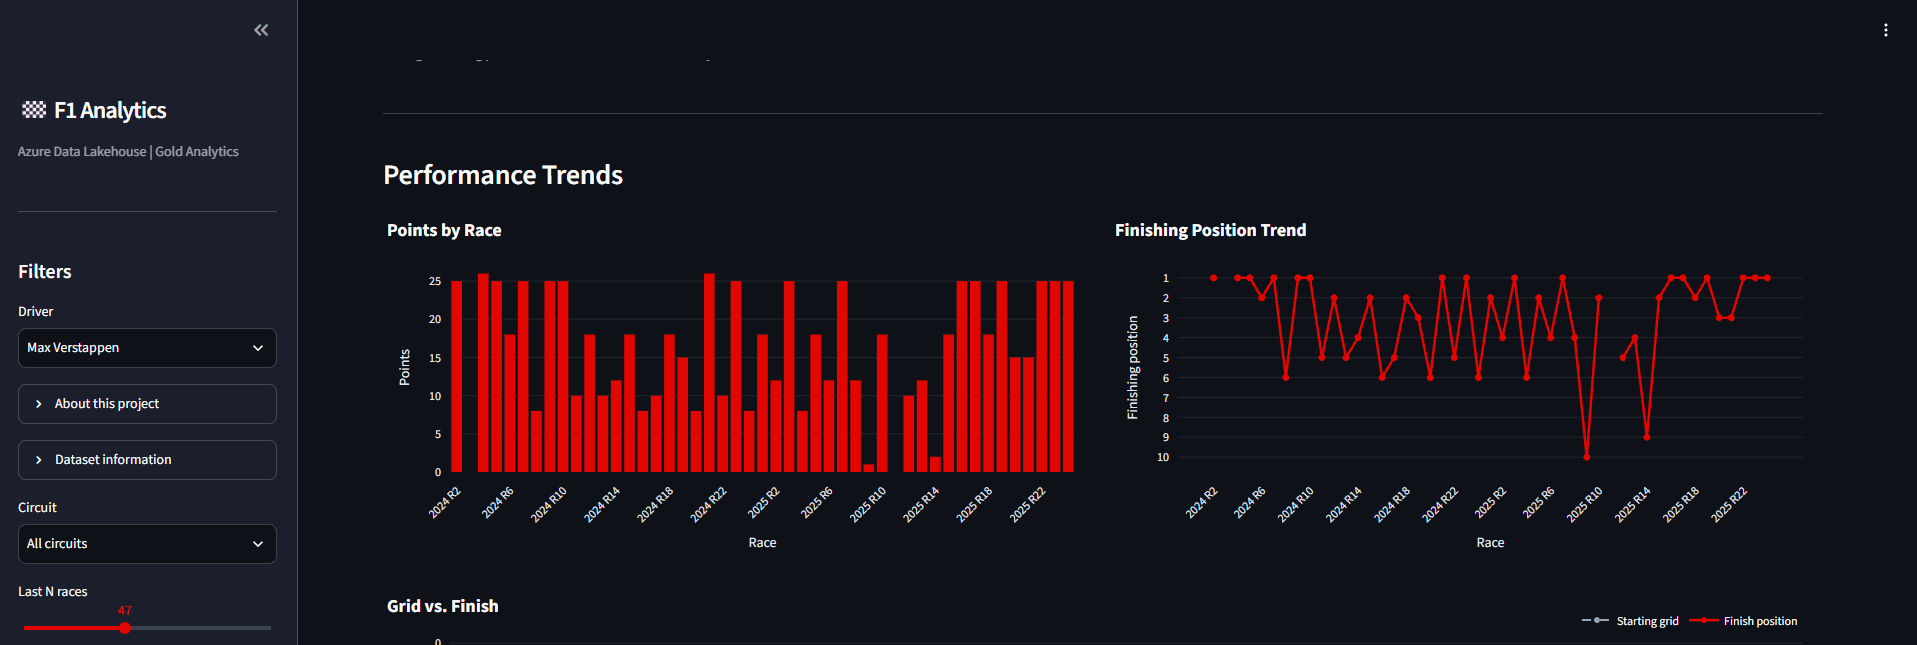 F1 Analytics
Azure Data Lakehouse | Gold Analytics
Filters
Driver
Max Verstappen
About this project
Dataset information
Circuit
All circuits
Last N races
47
Performance Trends
Points by Race
Points
25
20
15
10
5
0
2024 R2
2024 R6
2024 R10
2024 R14
2024 R18
2024 R22
2025 R2
2025 R6
2025 R10
2025 R14
2025 R18
2025 R22
Race
Finishing Position Trend
Finishing position
1
2
3
4
5
6
7
8
9
10
2024 R2
2024 R6
2024 R10
2024 R14
2024 R18
2024 R22
2025 R2
2025 R6
2025 R10
2025 R14
2025 R18
2025 R22
Race
Grid vs. Finish
Starting grid
Finish position
0